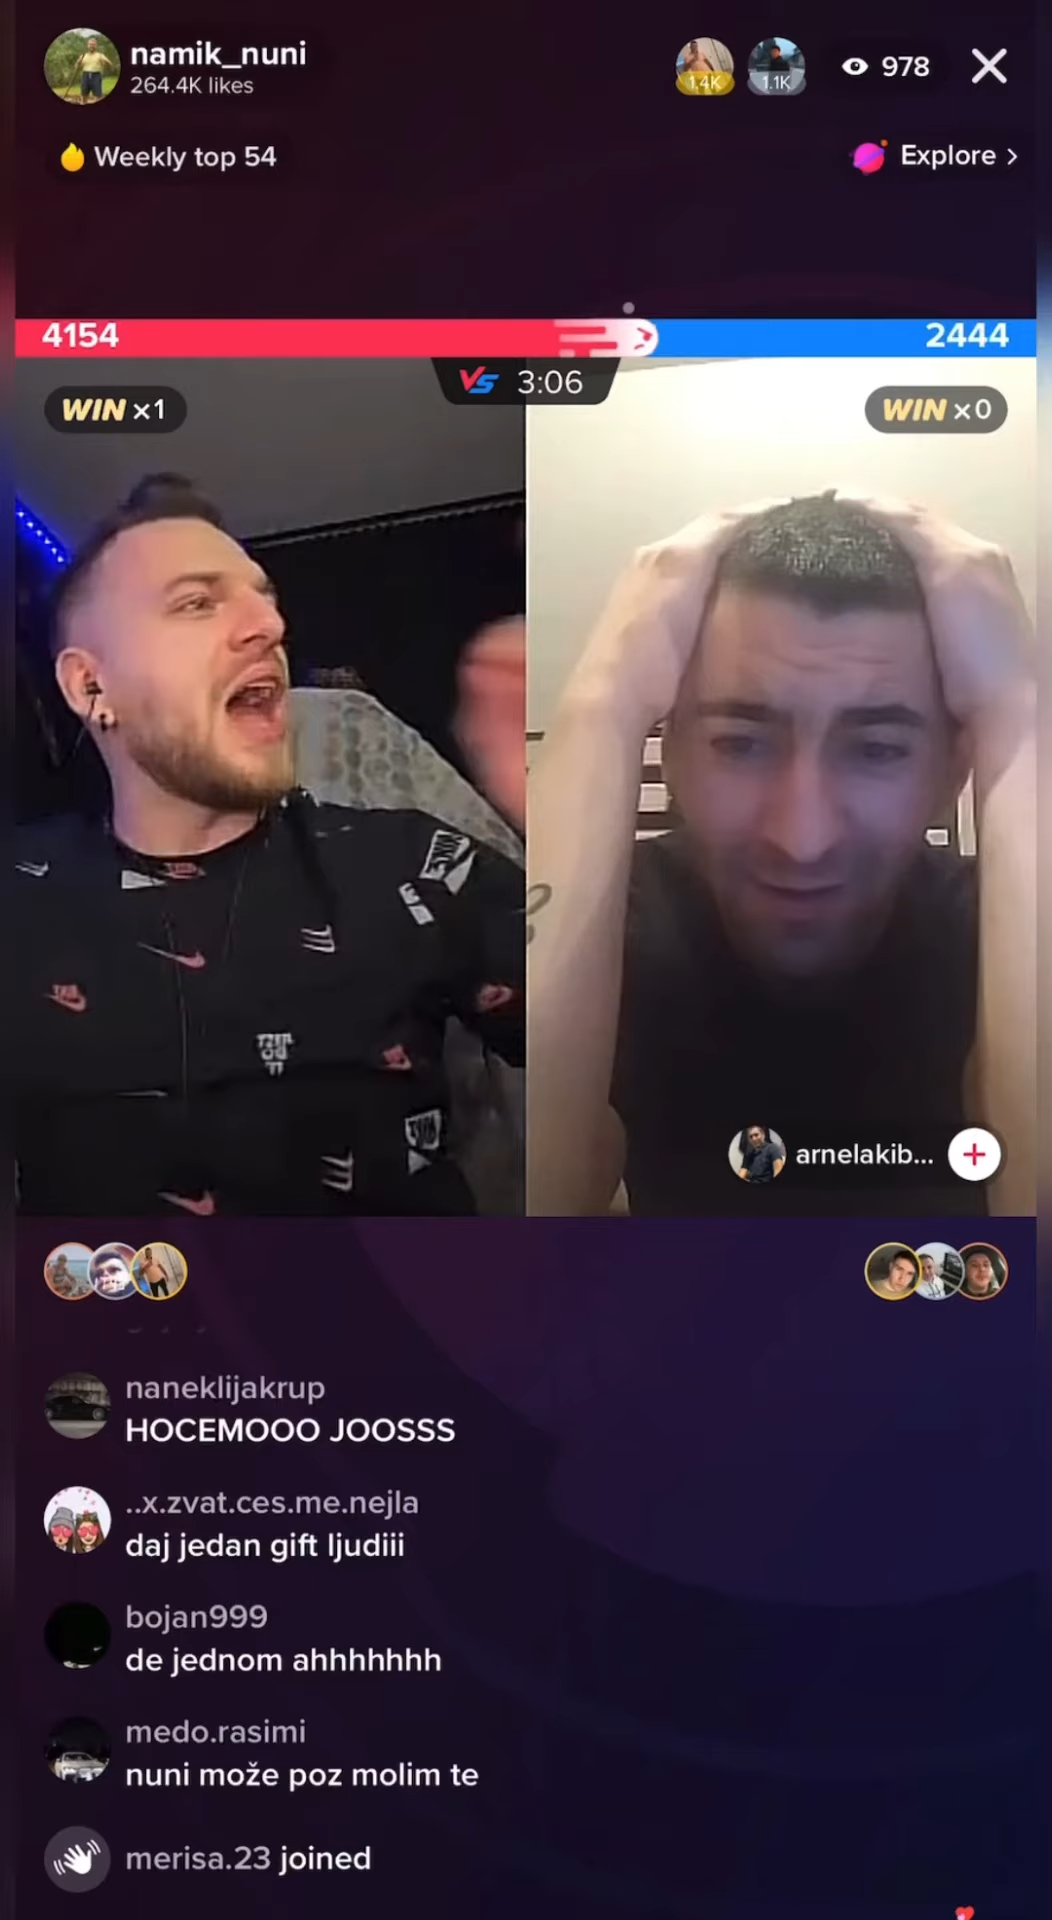 namik_nuni
264.4K likes
1.4K
1.1K
978
Weekly top 54
Explore >
4154
2444
VS 3:06
WIN x1
WIN x0
arnelakib...
naneklijakrup
HOCEMOOO JOOSSS
..x.zvat.ces.me.nejla
daj jedan gift ljudiii
bojan999
de jednom ahhhhhhh
medo.rasimi
nuni može poz molim te
merisa.23 joined